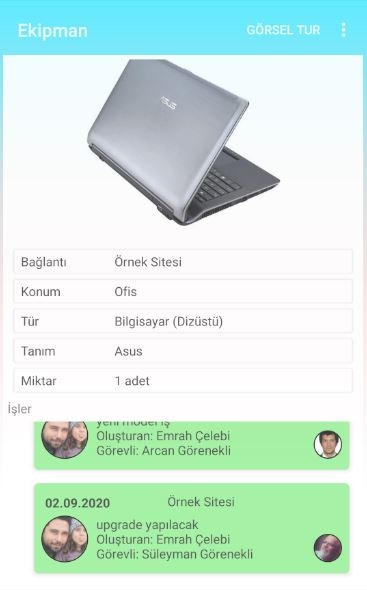 Ekipman GÖRSEL TUR
ASUS
Bağlantı Örnek Sitesi
Konum Ofis
Tür Bilgisayar (Dizüstü)
Tanım Asus
Miktar 1 adet
İşler
yeni model iş
Oluşturan: Emrah Çelebi
Görevli: Arcan Görenekli
02.09.2020 Örnek Sitesi
upgrade yapılacak
Oluşturan: Emrah Çelebi
Görevli: Süleyman Görenekli